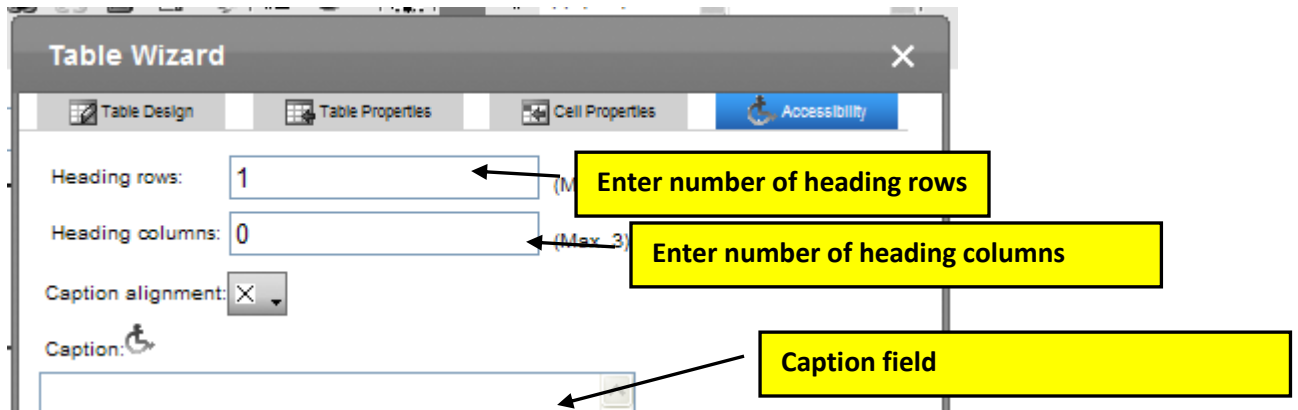 Table Wizard
Table Design Table Properties Cell Properties Accessibility
Heading rows: 1 (M
Enter number of heading rows
Heading columns: 0 (Max. 3)
Enter number of heading columns
Caption alignment:
Caption:
Caption field